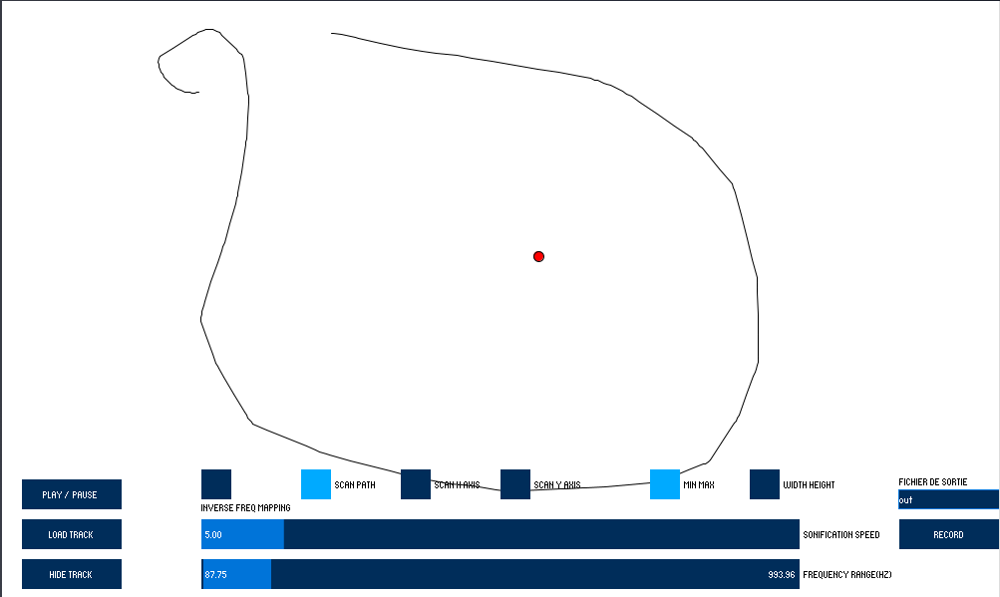 PLAY / PAUSE
SCAN PATH
SCAN X AXIS
SCAN Y AXIS
MIN MAX
WIDTH HEIGHT
FICHIER DE SORTIE
out
INVERSE FREQ MAPPING
LOAD TRACK
5.00
SONIFICATION SPEED
RECORD
HIDE TRACK
87.75
993.96
FREQUENCY RANGE(HZ)